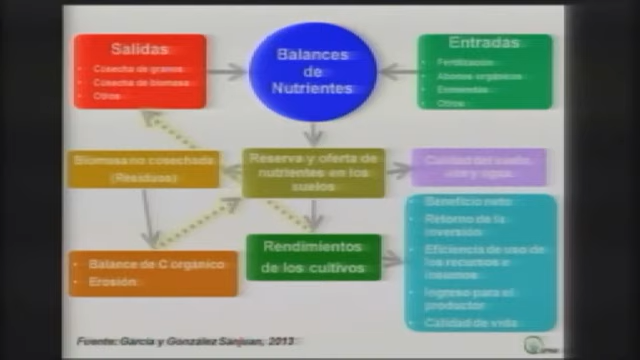 Salidas
• Cosecha de granos
• Cosecha de biomasa
• Otros
Balances
de
Nutrientes
Entradas
• Fertilización
• Abonos orgánicos
• Enmiendas
• Otros
Biomasa no cosechada
(Residuos)
Reserva y oferta de
nutrientes en los
suelos
Calidad del suelo,
aire y agua
• Balance de C orgánico
• Erosión
Rendimientos
de los cultivos
• Beneficio neto
• Retorno de la
inversión
• Eficiencia de uso de
los recursos e
insumos
• Ingreso para el
productor
• Calidad de vida
Fuente: García y González Sanjuan, 2013